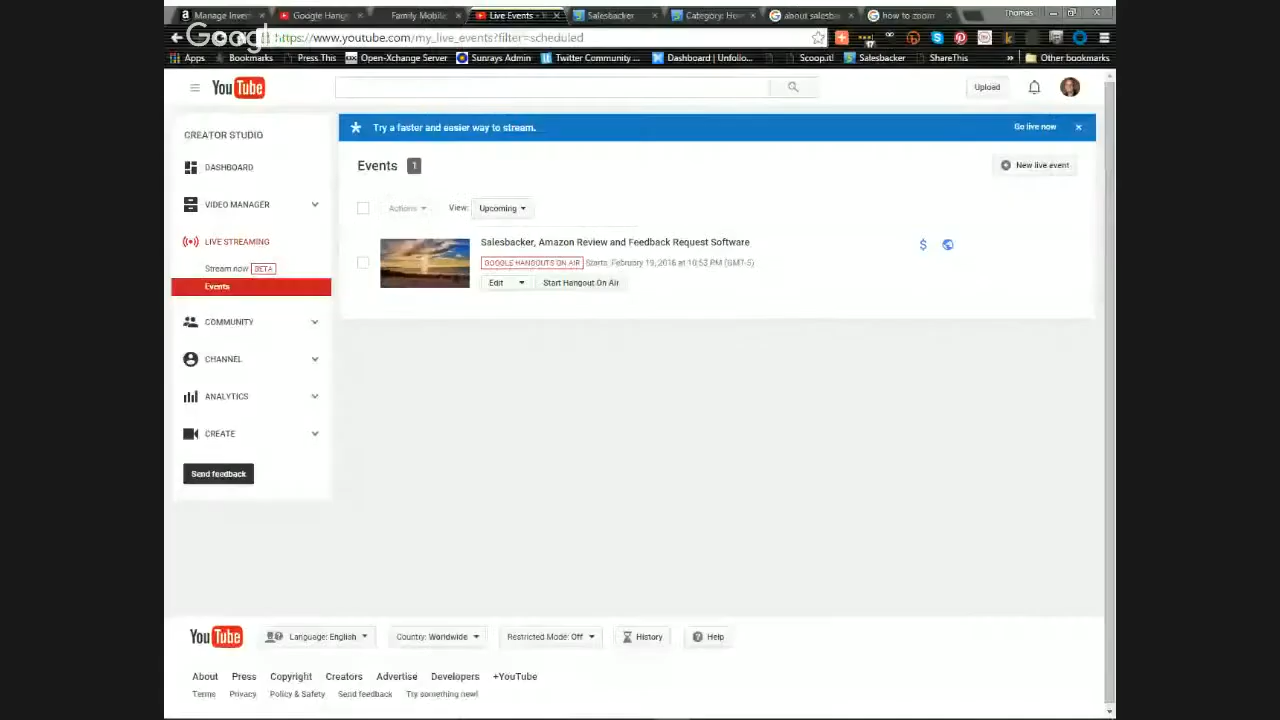 Manage Inver
Google Hang
Family Mobile
Live Events -
Salesbacker
Category: Ho
about salesb
how to zoom
Thomas
Google
https://www.youtube.com/my_live_events?filter=scheduled
Apps
Bookmarks
Press This
Open-Xchange Server
Sunrays Admin
Twitter Community ...
Dashboard | Unfollo...
Scoop.it!
Salesbacker
ShareThis
»
Other bookmarks
YouTube
Upload
CREATOR STUDIO
Try a faster and easier way to stream.
Go live now
DASHBOARD
Events 1
New live event
VIDEO MANAGER
Actions
View:
Upcoming
LIVE STREAMING
Salesbacker, Amazon Review and Feedback Request Software
GOOGLE HANGOUTS ON AIR Starts: February 19, 2016 at 10:53 PM (GMT-5)
Stream now BETA
Edit
Start Hangout On Air
Events
COMMUNITY
CHANNEL
ANALYTICS
CREATE
Send feedback
YouTube
Language: English
Country: Worldwide
Restricted Mode: Off
History
Help
About Press Copyright Creators Advertise Developers +YouTube
Terms Privacy Policy & Safety Send feedback Try something new!